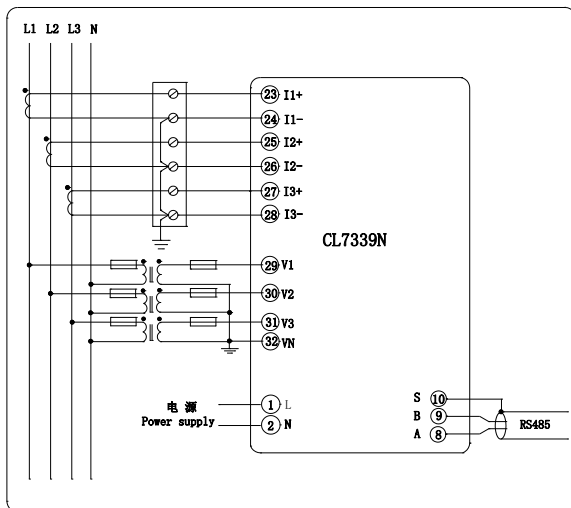 L1 L2 L3 N
23 I1+
24 I1-
25 I2+
26 I2-
27 I3+
28 I3-
CL7339N
29 V1
30 V2
31 V3
32 VN
电 源
Power supply
1 L
2 N
S 10
B 9
A 8
RS485